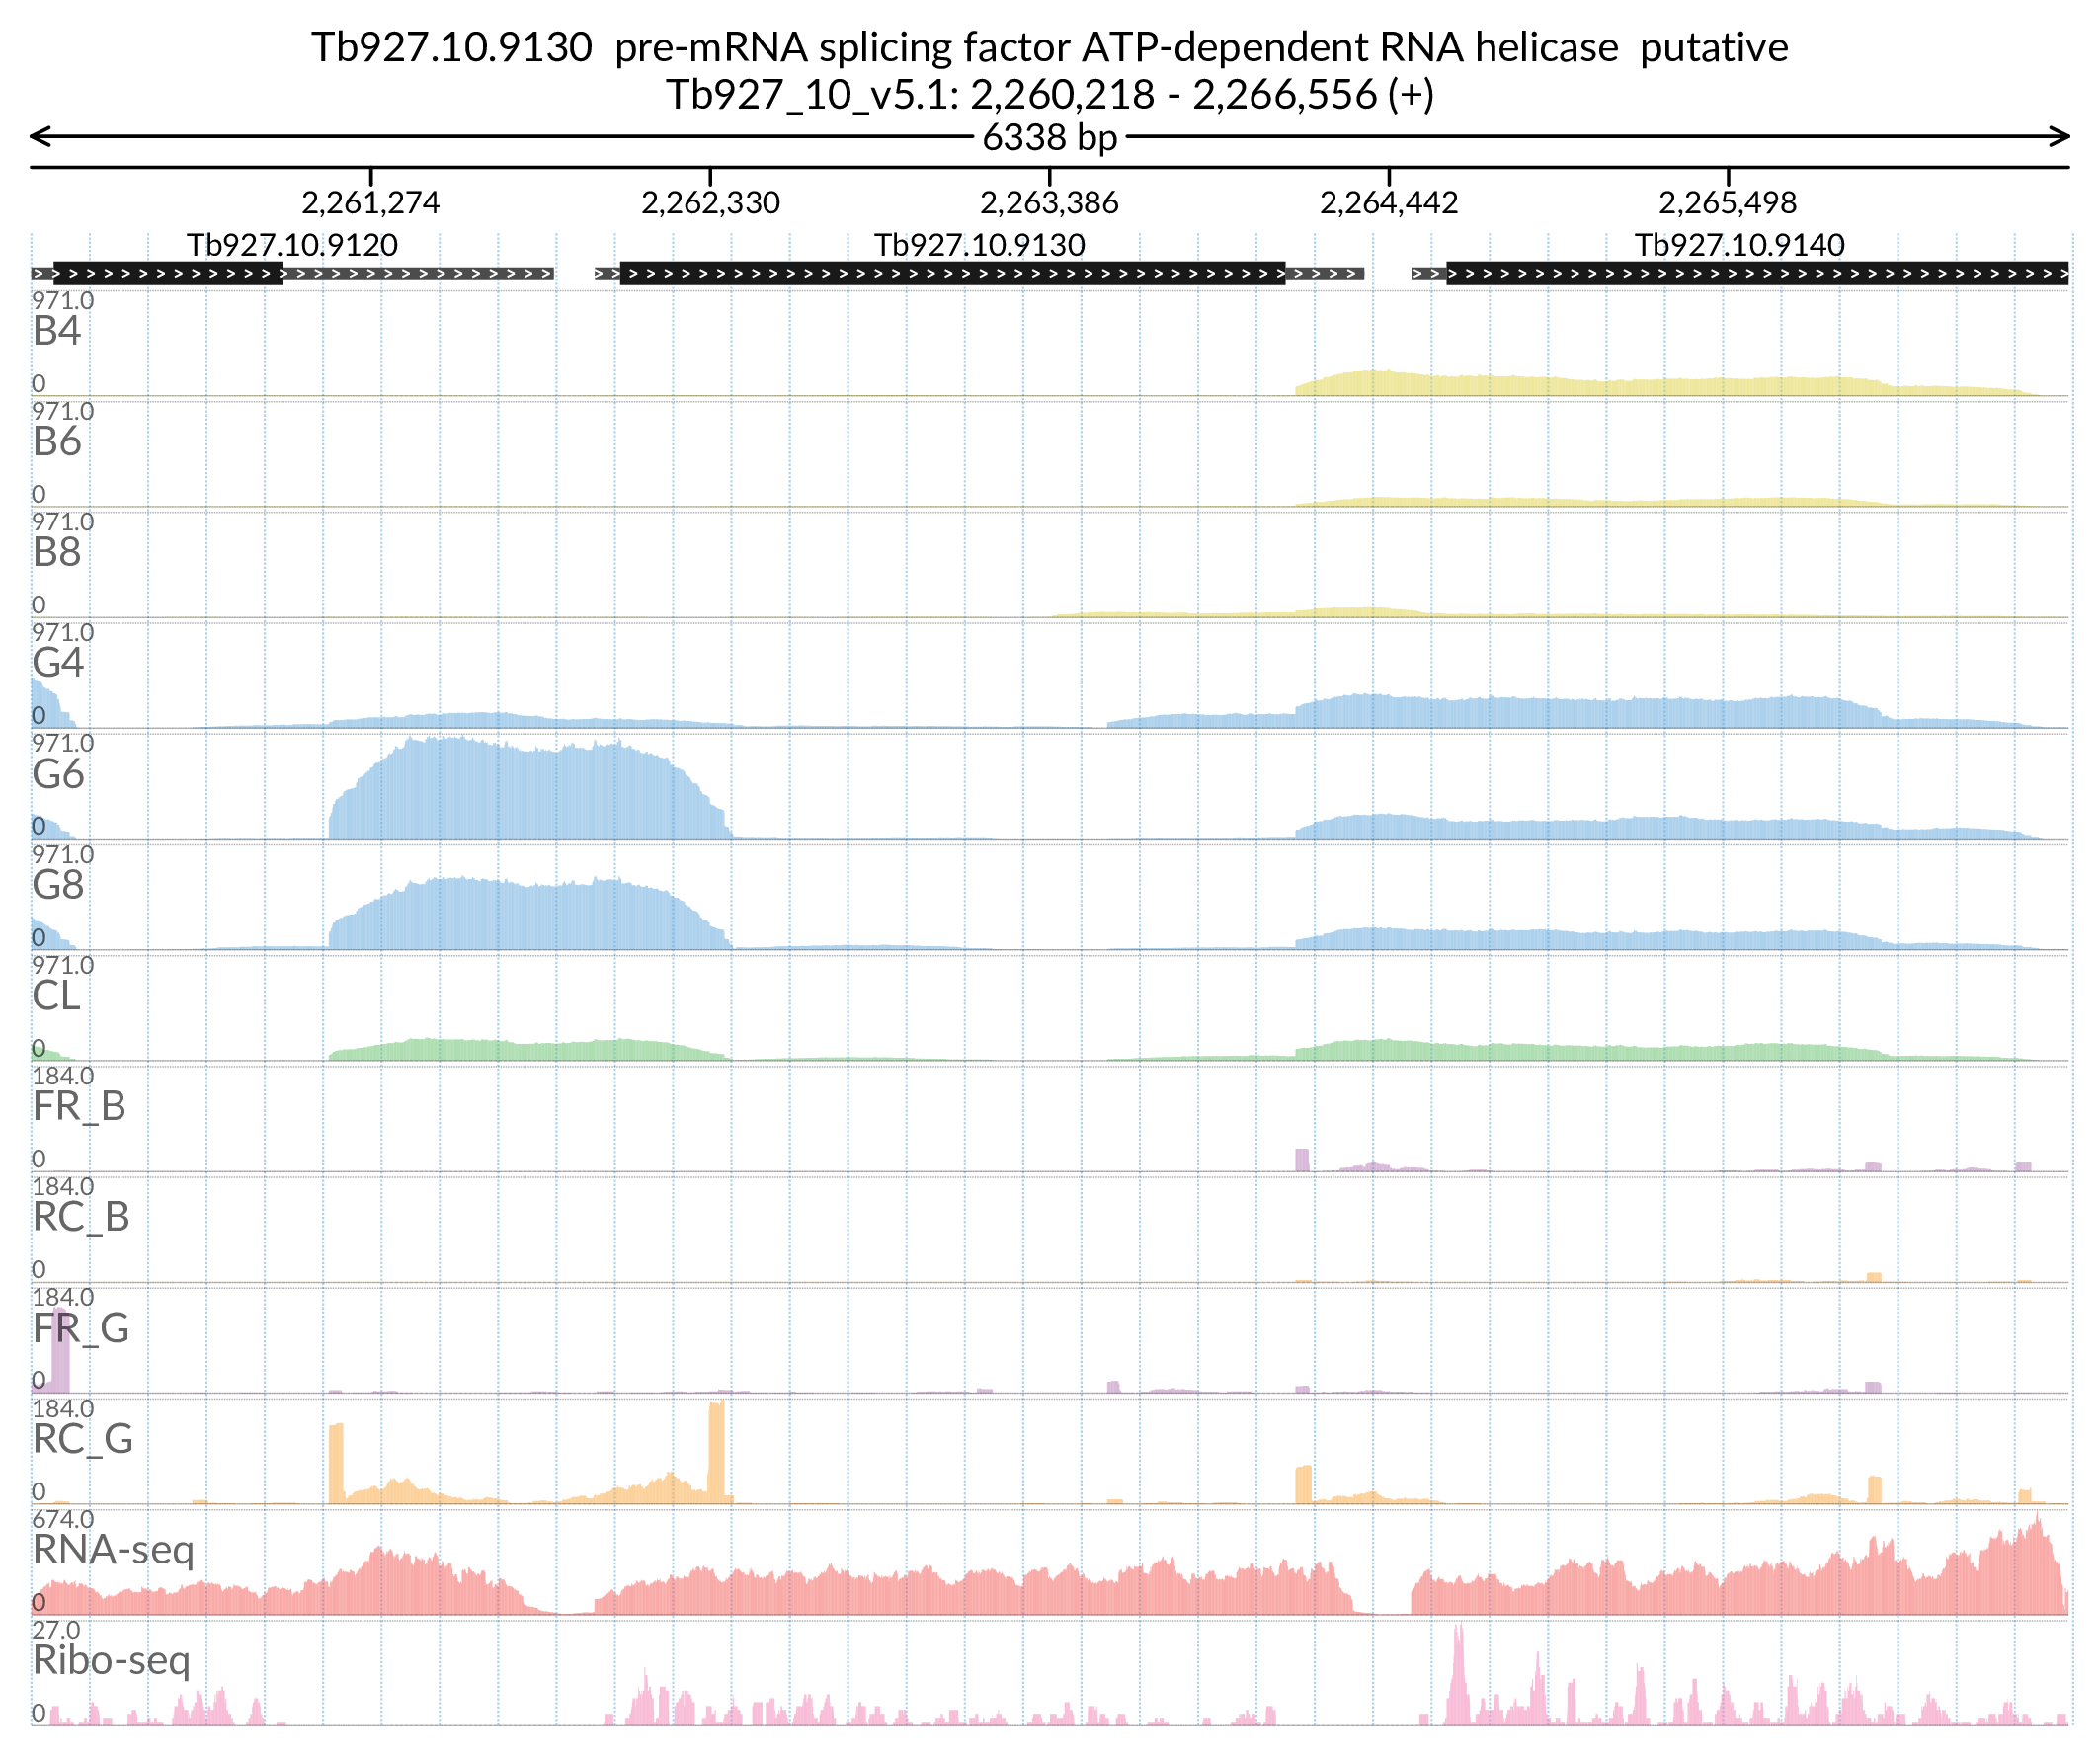 Tb927.10.9130  pre-mRNA splicing factor ATP-dependent RNA helicase  putative
Tb927_10_v5.1: 2,260,218 - 2,266,556 (+)
6338 bp
2,261,274 2,262,330 2,263,386 2,264,442 2,265,498
Tb927.10.9120 Tb927.10.9130 Tb927.10.9140
971.0
B4
0
971.0
B6
0
971.0
B8
0
971.0
G4
0
971.0
G6
0
971.0
G8
0
971.0
CL
0
184.0
FR_B
0
184.0
RC_B
0
184.0
FR_G
0
184.0
RC_G
0
674.0
RNA-seq
0
27.0
Ribo-seq
0